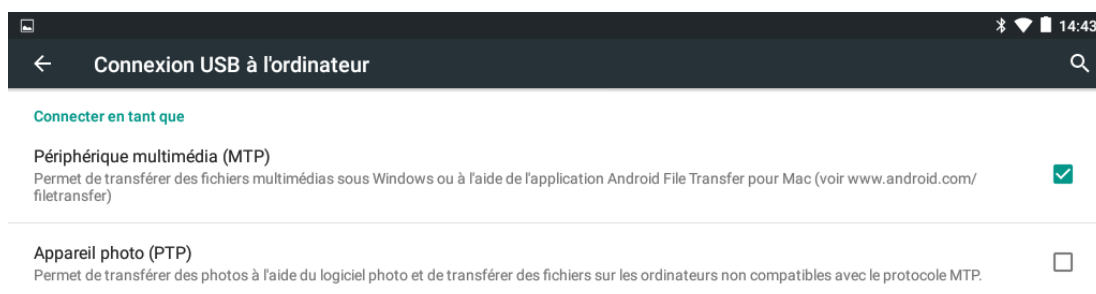 14:43
Connexion USB à l'ordinateur
Connecter en tant que
Périphérique multimédia (MTP)
Permet de transférer des fichiers multimédias sous Windows ou à l'aide de l'application Android File Transfer pour Mac (voir www.android.com/
filetransfer)
Appareil photo (PTP)
Permet de transférer des photos à l'aide du logiciel photo et de transférer des fichiers sur les ordinateurs non compatibles avec le protocole MTP.